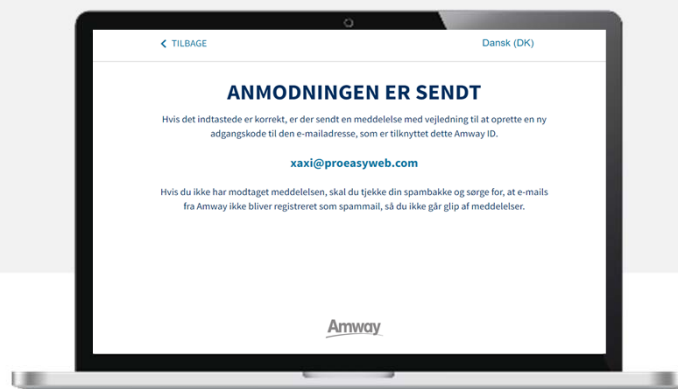 TILBAGE
Dansk (DK)
ANMODNINGEN ER SENDT
Hvis det indtastede er korrekt, er der sendt en meddelelse med vejledning til at oprette en ny
adgangskode til den e-mailadresse, som er tilknyttet dette Amway ID.
xaxi@proeasyweb.com
Hvis du ikke har modtaget meddelelsen, skal du tjekke din spambakke og sørge for, at e-mails
fra Amway ikke bliver registreret som spammail, så du ikke går glip af meddelelser.
Amway